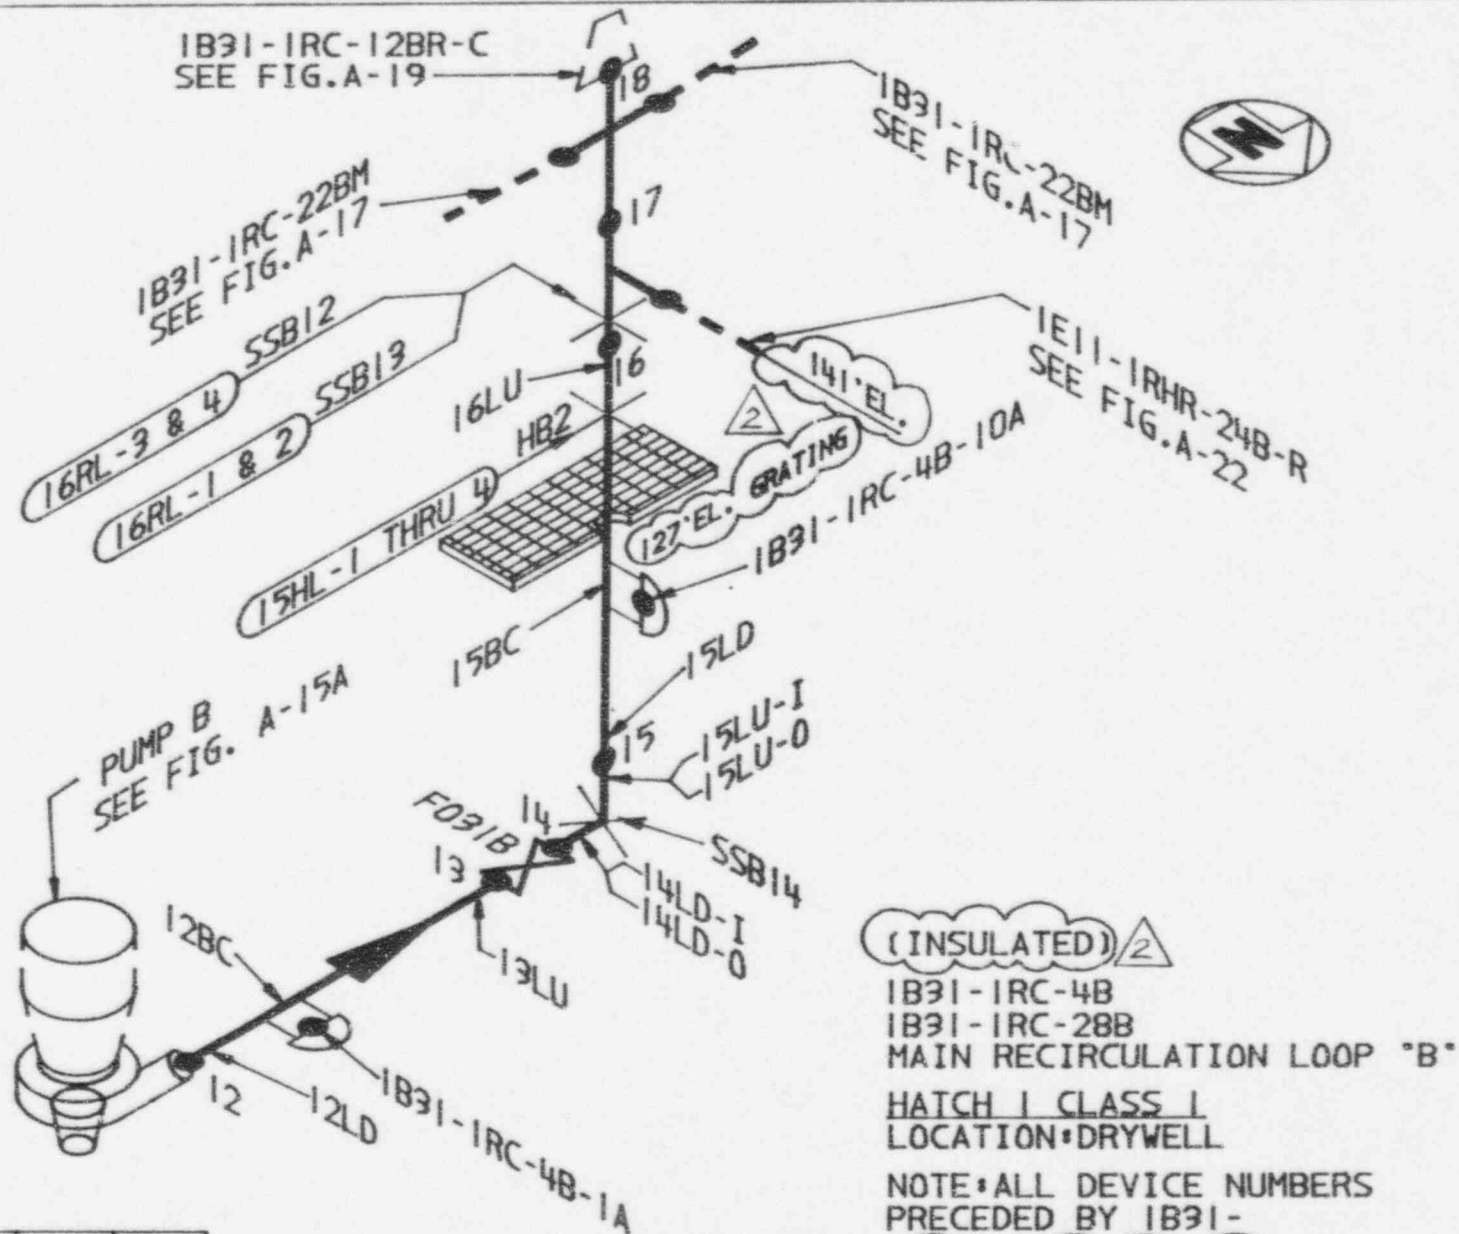 1B31-1RC-12BR-C
SEE FIG.A-19
18
1B31-1RC-22BM
SEE FIG.A-17
N
1B31-1RC-22BM
SEE FIG.A-17
17
1E11-1RHR-24B-R
SEE FIG.A-22
SSB12
16RL-3 & 4
SSB13
16RL-1 & 2
16
16LU
141'EL.
2
HB2
15HL-1 THRU 4
127'EL. GRATING
1B31-1RC-4B-10A
15BC
15LD
15
15LU-I
15LU-O
PUMP B
SEE FIG. A-15A
F031B
14
13
SSB14
14LD-I
14LD-O
12BC
13LU
12
12LD
1B31-1RC-4B-1A
(INSULATED) 2
1B31-1RC-4B
1B31-1RC-28B
MAIN RECIRCULATION LOOP "B"
HATCH 1 CLASS 1
LOCATION:DRYWELL
NOTE:ALL DEVICE NUMBERS
PRECEDED BY 1B31-